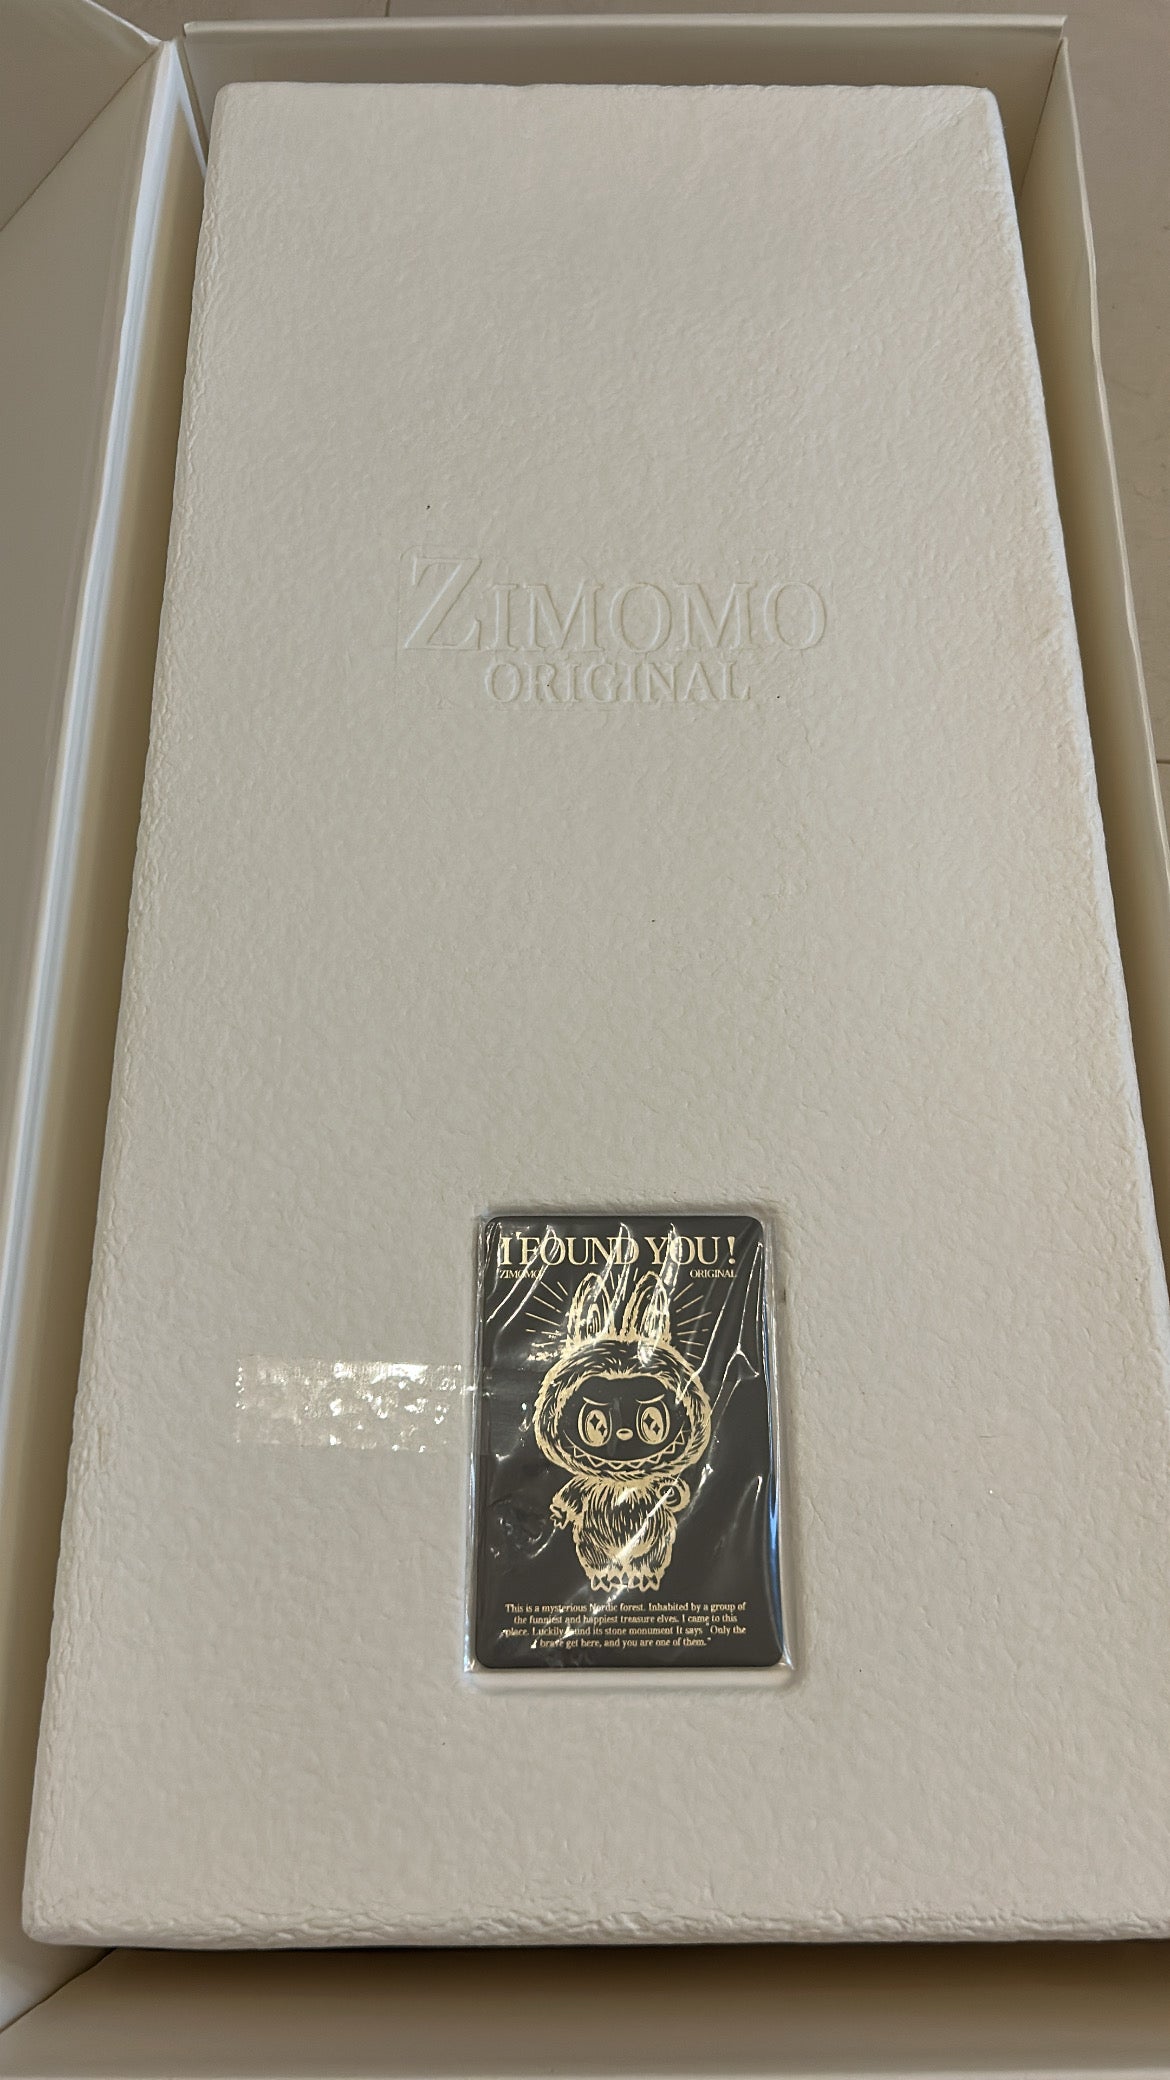 ZIMOMO
ORIGINAL
I FOUND YOU!
ZIMOMO ORIGINAL
This is a mysterious Nordic forest. Inhabited by a group of
the funniest and happiest treasure elves. I came to this
place. Luckily found its stone monument It says "Only the
brave get here, and you are one of them."